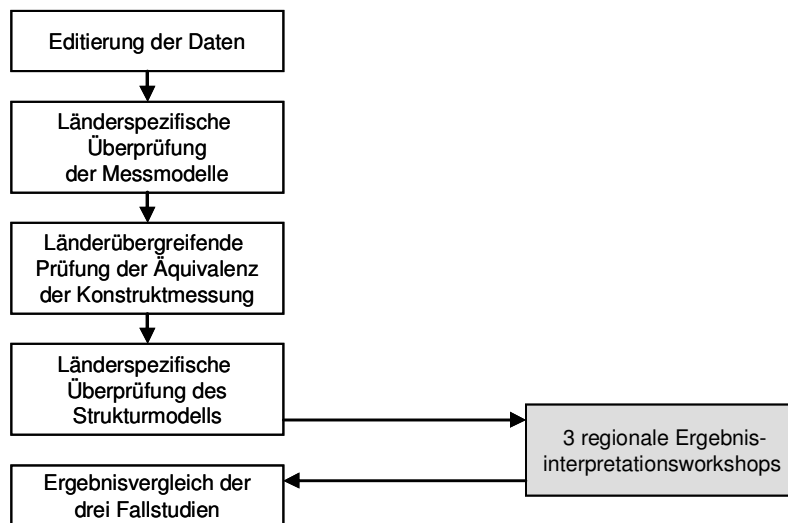 Editierung der Daten
Länderspezifische
Überprüfung
der Messmodelle
Länderübergreifende
Prüfung der Äquivalenz
der Konstruktmessung
Länderspezifische
Überprüfung des
Strukturmodells
3 regionale Ergebnis-
interpretationsworkshops
Ergebnisvergleich der
drei Fallstudien